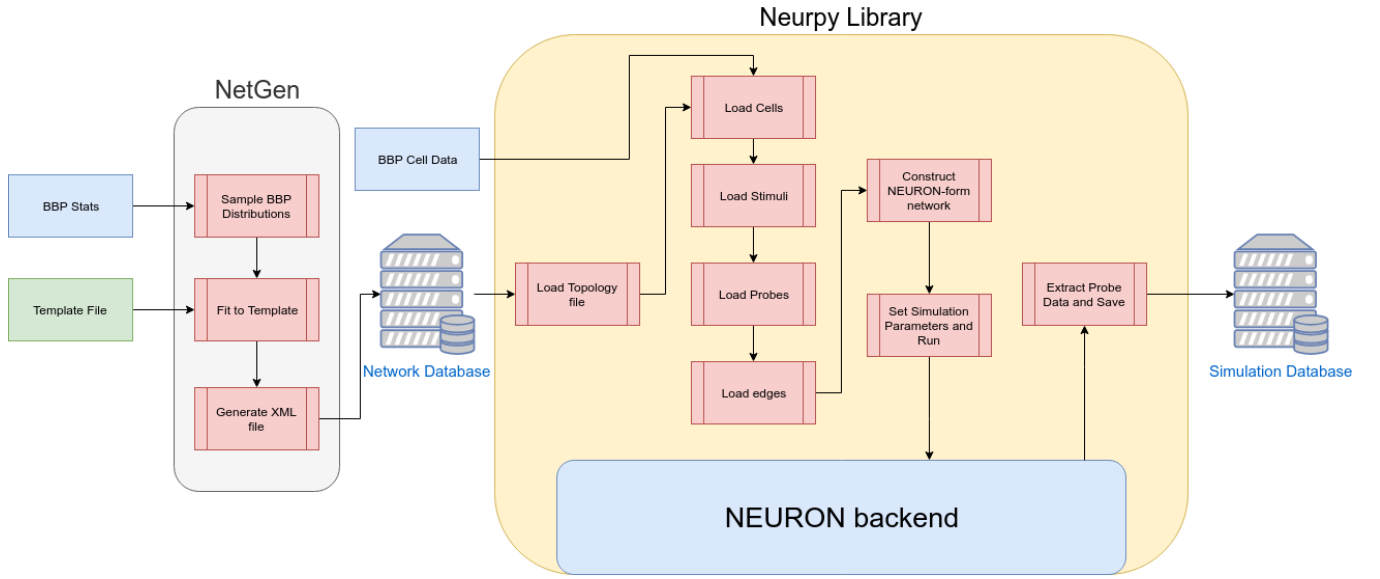 Neurpy Library
NetGen
Load Cells
BBP Cell Data
BBP Stats
Sample BBP
Distributions
Load Stimuli
Construct
NEURON-form
network
Template File
Fit to Template
Network Database
Load Topology
file
Load Probes
Set Simulation
Parameters and
Run
Extract Probe
Data and Save
Simulation Database
Generate XML
file
Load edges
NEURON backend